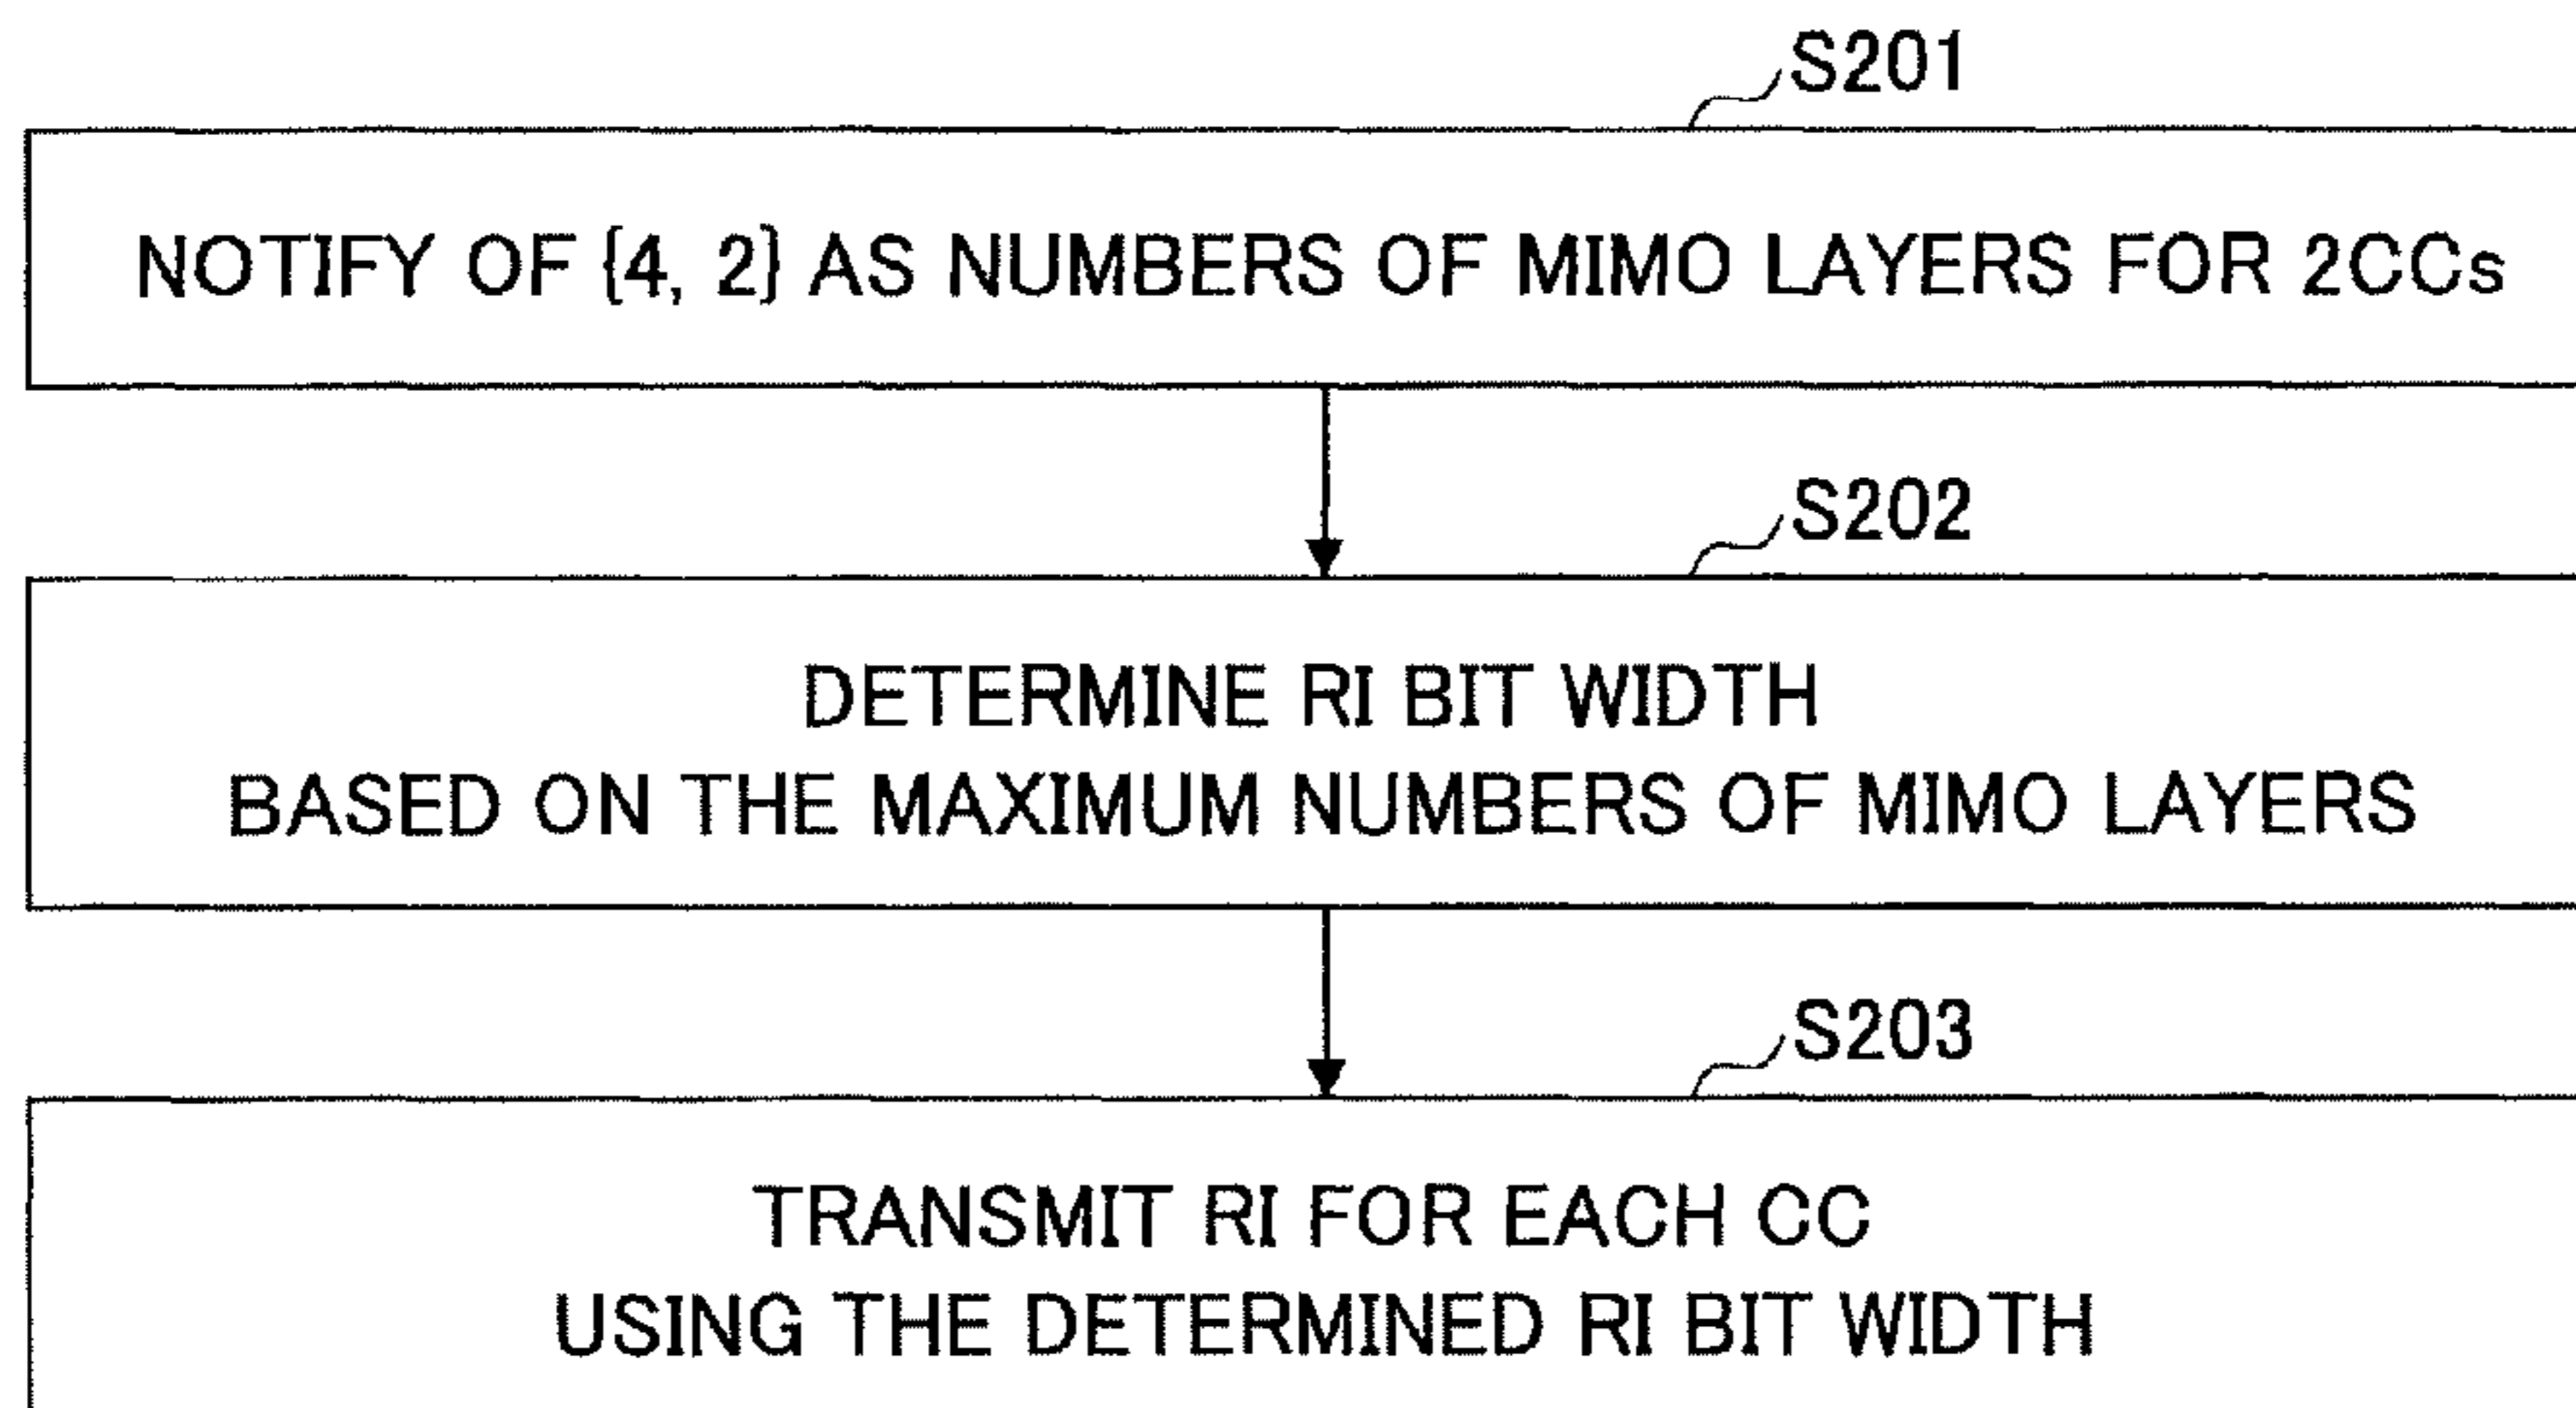 S201
NOTIFY OF {4, 2} AS NUMBERS OF MIMO LAYERS FOR 2CCs
S202
DETERMINE RI BIT WIDTH
BASED ON THE MAXIMUM NUMBERS OF MIMO LAYERS
S203
TRANSMIT RI FOR EACH CC
USING THE DETERMINED RI BIT WIDTH